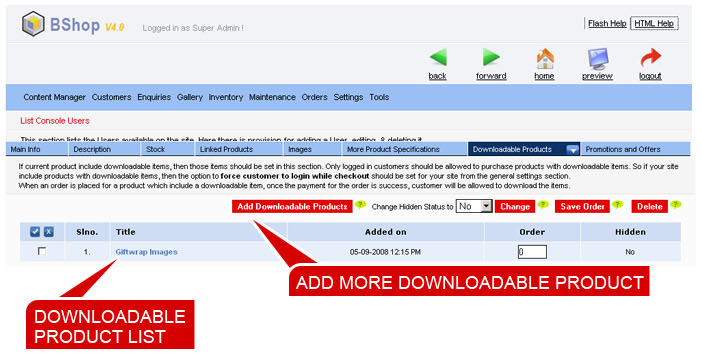 BShop V4.0 Logged in as Super Admin !
Flash Help HTML Help
back forward home preview logout
Content Manager Customers Enquiries Gallery Inventory Maintenance Orders Settings Tools
List Console Users
This section lists the Users available on the site. Here there is provision for adding a User, editing, & deleting it
Main Info Description Stock Linked Products Images More Product Specifications Downloadable Products Promotions and Offers
If current product include downloadable items, then those items should be set in this section. Only logged in customers should be allowed to purchase products with downloadable items. So if your site
include products with downloadable items, then the option to force customer to login while checkout should be set for your site from the general settings section.
When an order is placed for a product which include a downloadable item, once the payment for the order is success, customer will be allowed to download the items.
Add Downloadable Products ? Change Hidden Status to No Change ? Save Order ? Delete ?
Slno. Title Added on Order Hidden
1. Giftwrap Images 05-09-2008 12:15 PM 0 No
ADD MORE DOWNLOADABLE PRODUCT
DOWNLOADABLE
PRODUCT LIST